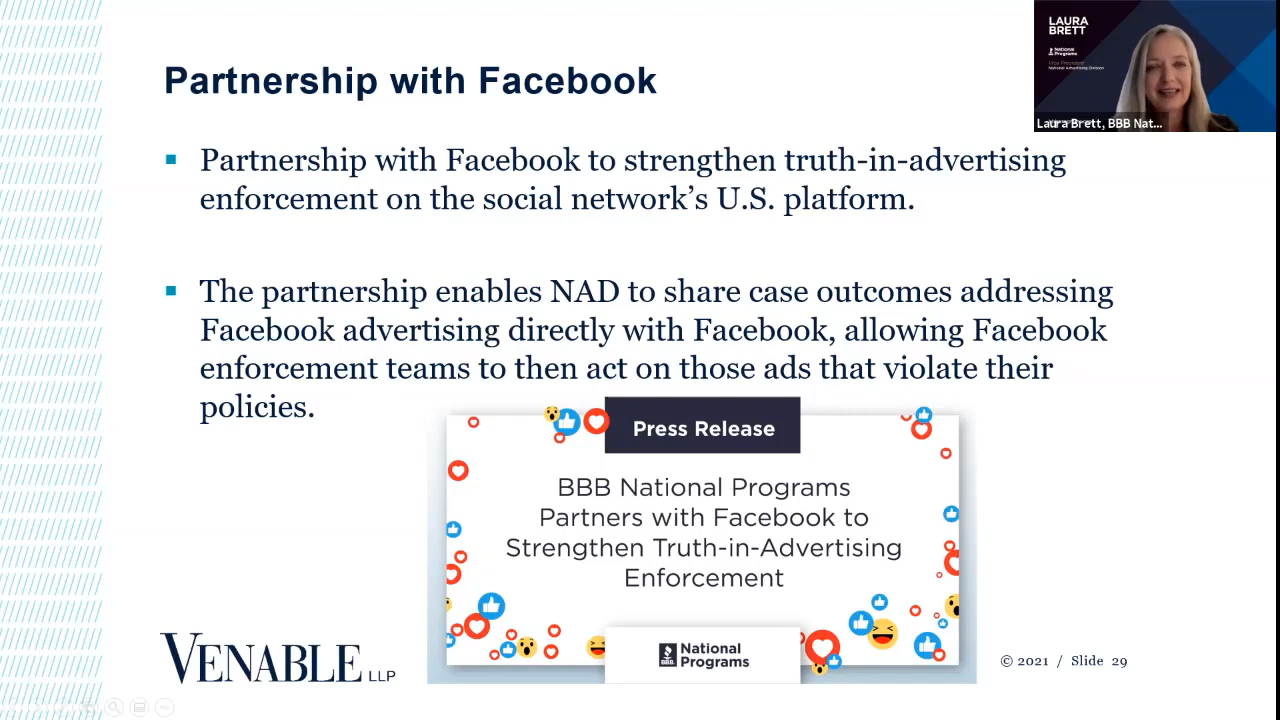 LAURA
BRETT
National
Programs
Vice President
National Advertising Division
Laura Brett, BBB Nat...
Partnership with Facebook
Partnership with Facebook to strengthen truth-in-advertising
enforcement on the social network’s U.S. platform.
The partnership enables NAD to share case outcomes addressing
Facebook advertising directly with Facebook, allowing Facebook
enforcement teams to then act on those ads that violate their
policies.
Press Release
BBB National Programs
Partners with Facebook to
Strengthen Truth-in-Advertising
Enforcement
BBB
National
Programs
VENABLE LLP
© 2021 / Slide 29